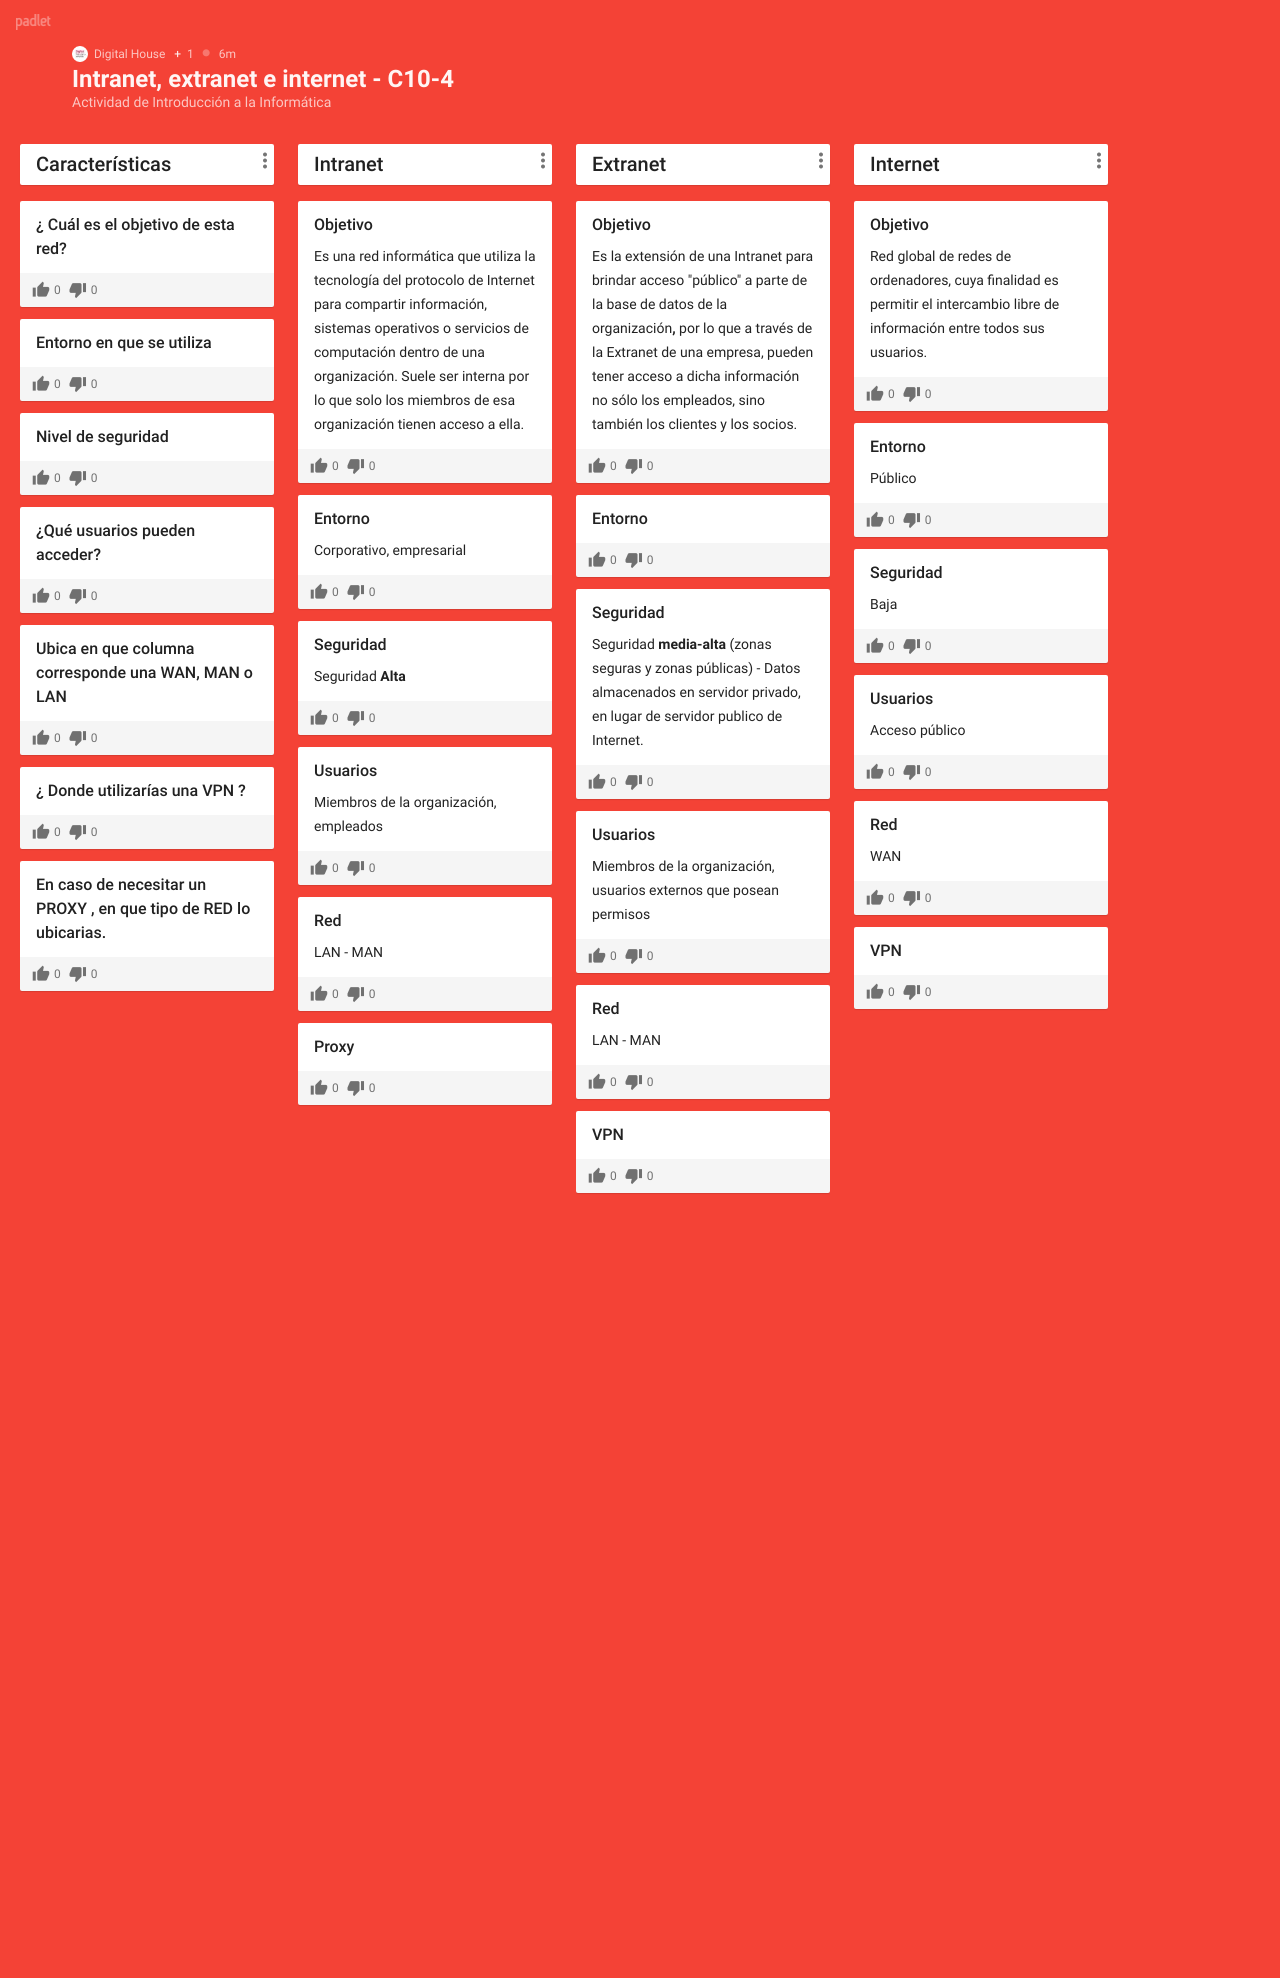 padlet
Digital House + 1 6m
Intranet, extranet e internet - C10-4
Actividad de Introducción a la Informática
Características
¿ Cuál es el objetivo de esta
red?
0 0
Entorno en que se utiliza
0 0
Nivel de seguridad
0 0
¿Qué usuarios pueden
acceder?
0 0
Ubica en que columna
corresponde una WAN, MAN o
LAN
0 0
¿ Donde utilizarías una VPN ?
0 0
En caso de necesitar un
PROXY , en que tipo de RED lo
ubicarias.
0 0
Intranet
Objetivo
Es una red informática que utiliza la
tecnología del protocolo de Internet
para compartir información,
sistemas operativos o servicios de
computación dentro de una
organización. Suele ser interna por
lo que solo los miembros de esa
organización tienen acceso a ella.
0 0
Entorno
Corporativo, empresarial
0 0
Seguridad
Seguridad Alta
0 0
Usuarios
Miembros de la organización,
empleados
0 0
Red
LAN - MAN
0 0
Proxy
0 0
Extranet
Objetivo
Es la extensión de una Intranet para
brindar acceso "público" a parte de
la base de datos de la
organización, por lo que a través de
la Extranet de una empresa, pueden
tener acceso a dicha información
no sólo los empleados, sino
también los clientes y los socios.
0 0
Entorno
0 0
Seguridad
Seguridad media-alta (zonas
seguras y zonas públicas) - Datos
almacenados en servidor privado,
en lugar de servidor publico de
Internet.
0 0
Usuarios
Miembros de la organización,
usuarios externos que posean
permisos
0 0
Red
LAN - MAN
0 0
VPN
0 0
Internet
Objetivo
Red global de redes de
ordenadores, cuya finalidad es
permitir el intercambio libre de
información entre todos sus
usuarios.
0 0
Entorno
Público
0 0
Seguridad
Baja
0 0
Usuarios
Acceso público
0 0
Red
WAN
0 0
VPN
0 0